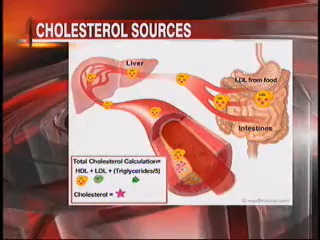 CHOLESTEROL SOURCES
Liver
LDL from food
Intestines
Total Cholesterol Calculation=
HDL + LDL + (Triglycerides/5)
Cholesterol =